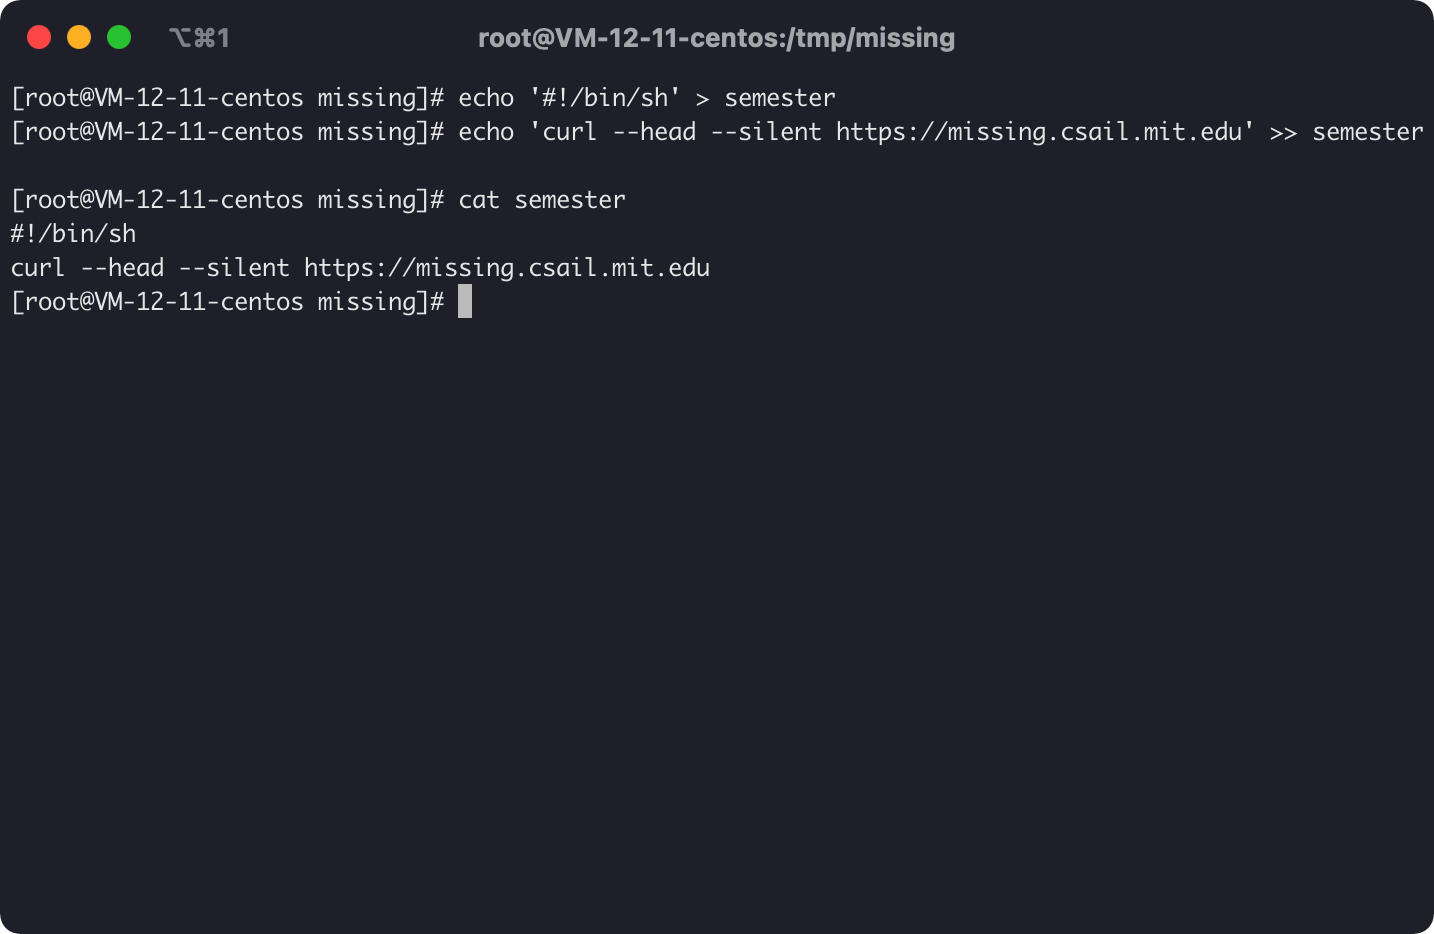 ⌥⌘1 root@VM-12-11-centos:/tmp/missing
[root@VM-12-11-centos missing]# echo '#!/bin/sh' > semester
[root@VM-12-11-centos missing]# echo 'curl --head --silent https://missing.csail.mit.edu' >> semester
[root@VM-12-11-centos missing]# cat semester
#!/bin/sh
curl --head --silent https://missing.csail.mit.edu
[root@VM-12-11-centos missing]#